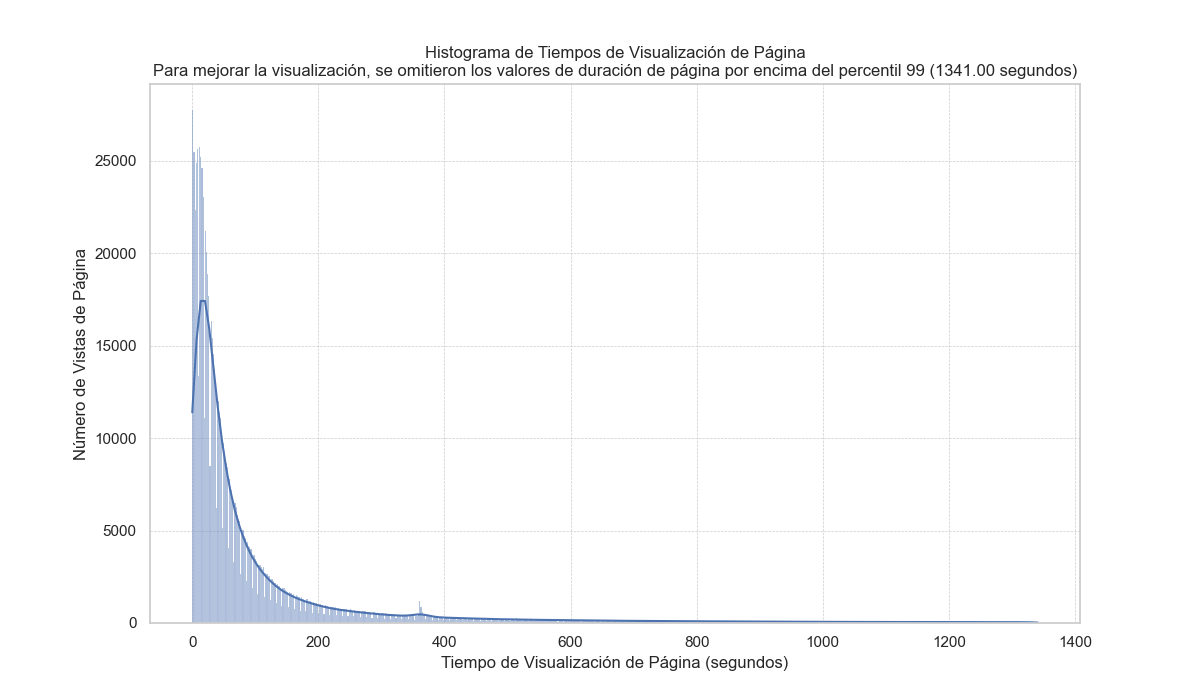 Histograma de Tiempos de Visualización de Página
Para mejorar la visualización, se omitieron los valores de duración de página por encima del percentil 99 (1341.00 segundos)
Número de Vistas de Página
25000
20000
15000
10000
5000
0
0 200 400 600 800 1000 1200 1400
Tiempo de Visualización de Página (segundos)